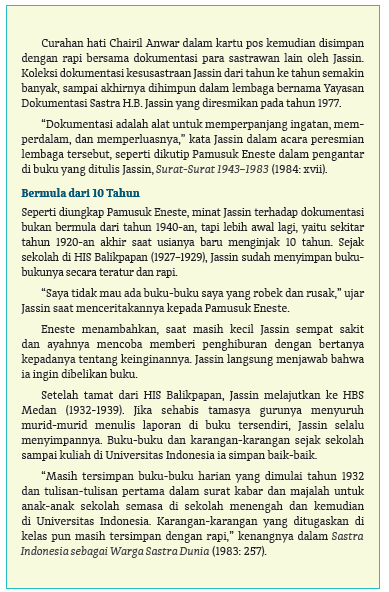 Curahan hati Chairil Anwar dalam kartu pos kemudian disimpan
dengan rapi bersama dokumentasi para sastrawan lain oleh Jassin.
Koleksi dokumentasi kesusastraan Jassin dari tahun ke tahun semakin
banyak, sampai akhirnya dihimpun dalam lembaga bernama Yayasan
Dokumentasi Sastra H.B. Jassin yang diresmikan pada tahun 1977.
“Dokumentasi adalah alat untuk memperpanjang ingatan, mem-
perdalam, dan memperluasnya,” kata Jassin dalam acara peresmian
lembaga tersebut, seperti dikutip Pamusuk Eneste dalam pengantar
di buku yang ditulis Jassin, Surat-Surat 1943–1983 (1984: xvii).
Bermula dari 10 Tahun
Seperti diungkap Pamusuk Eneste, minat Jassin terhadap dokumentasi
bukan bermula dari tahun 1940-an, tapi lebih awal lagi, yaitu sekitar
tahun 1920-an akhir saat usianya baru menginjak 10 tahun. Sejak
sekolah di HIS Balikpapan (1927–1929), Jassin sudah menyimpan buku-
bukunya secara teratur dan rapi.
“Saya tidak mau ada buku-buku saya yang robek dan rusak,” ujar
Jassin saat menceritakannya kepada Pamusuk Eneste.
Eneste menambahkan, saat masih kecil Jassin sempat sakit
dan ayahnya mencoba memberi penghiburan dengan bertanya
kepadanya tentang keinginannya. Jassin langsung menjawab bahwa
ia ingin dibelikan buku.
Setelah tamat dari HIS Balikpapan, Jassin melajutkan ke HBS
Medan (1932-1939). Jika sehabis tamasya gurunya menyuruh
murid-murid menulis laporan di buku tersendiri, Jassin selalu
menyimpannya. Buku-buku dan karangan-karangan sejak sekolah
sampai kuliah di Universitas Indonesia ia simpan baik-baik.
“Masih tersimpan buku-buku harian yang dimulai tahun 1932
dan tulisan-tulisan pertama dalam surat kabar dan majalah untuk
anak-anak sekolah semasa di sekolah menengah dan kemudian
di Universitas Indonesia. Karangan-karangan yang ditugaskan di
kelas pun masih tersimpan dengan rapi,” kenangnya dalam Sastra
Indonesia sebagai Warga Sastra Dunia (1983: 257).